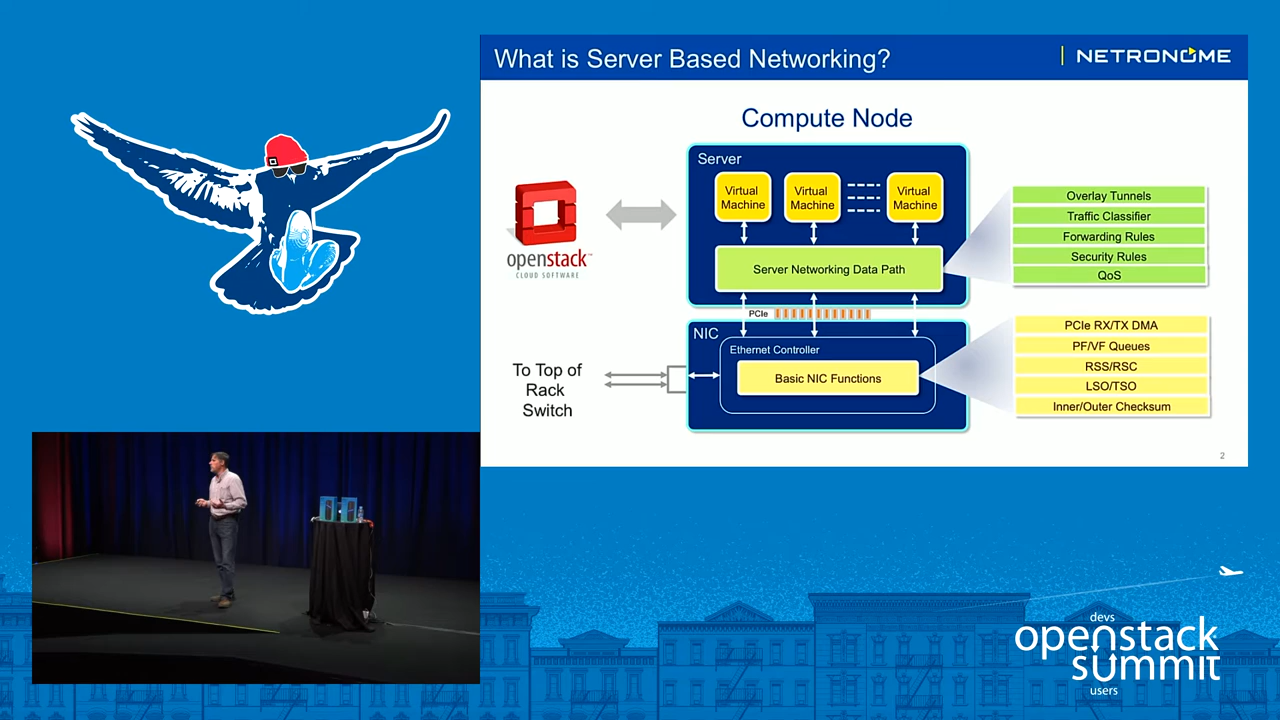 What is Server Based Networking?
NETRONOME
Compute Node
Server
Virtual
Machine
Virtual
Machine
Virtual
Machine
Server Networking Data Path
openstack™
CLOUD SOFTWARE
Overlay Tunnels
Traffic Classifier
Forwarding Rules
Security Rules
QoS
PCIe
NIC
Ethernet Controller
Basic NIC Functions
To Top of
Rack
Switch
PCIe RX/TX DMA
PF/VF Queues
RSS/RSC
LSO/TSO
Inner/Outer Checksum
2
devs
openstack
summit
users